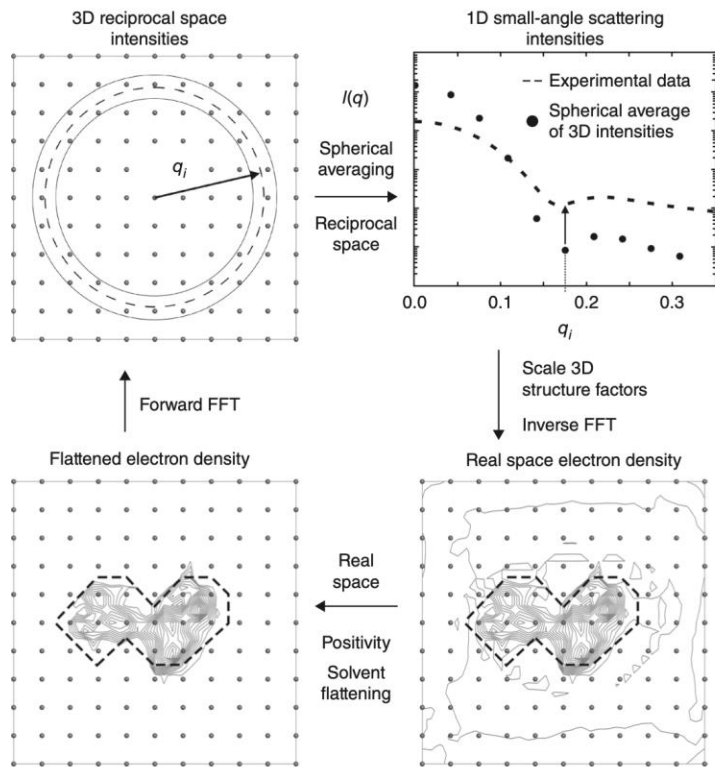 3D reciprocal space
intensities
1D small-angle scattering
intensities
q_i
Spherical
averaging
Reciprocal
space
I(q)
Experimental data
Spherical average
of 3D intensities
0.0 0.1 0.2 0.3
q_i
Forward FFT
Scale 3D
structure factors
Inverse FFT
Flattened electron density
Real space electron density
Real
space
Positivity
Solvent
flattening